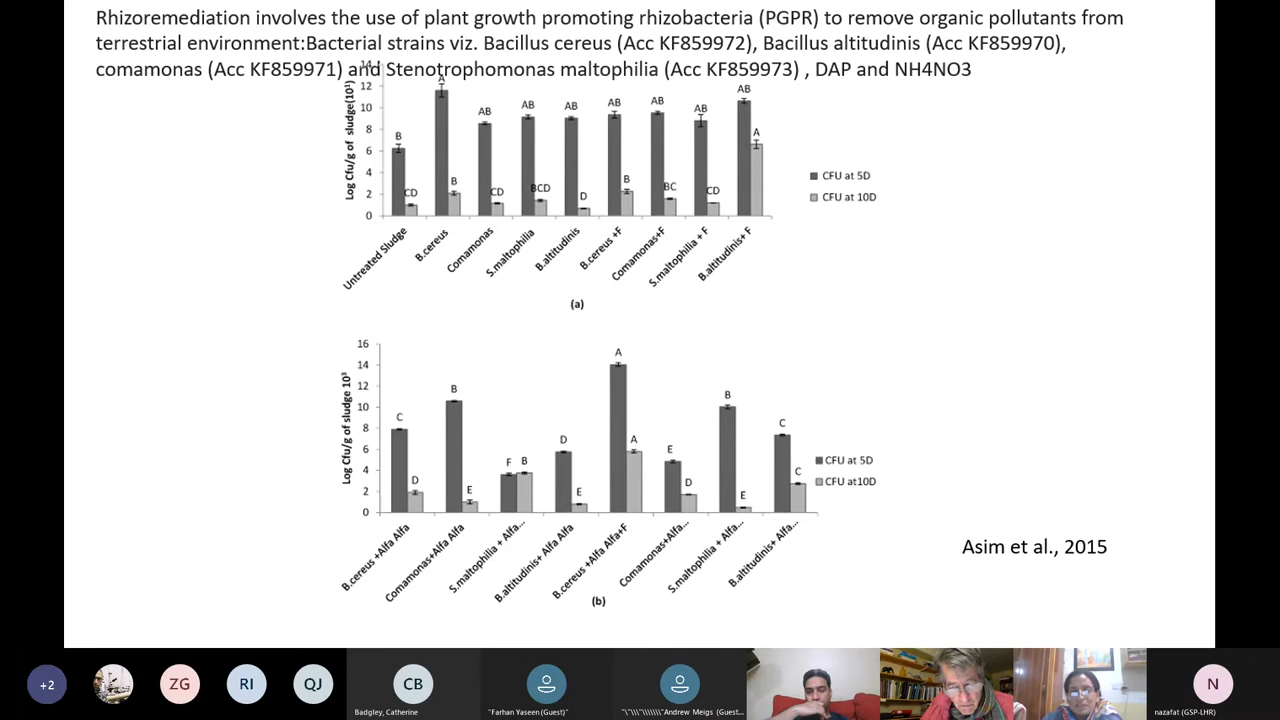 Rhizoremediation involves the use of plant growth promoting rhizobacteria (PGPR) to remove organic pollutants from
terrestrial environment:Bacterial strains viz. Bacillus cereus (Acc KF859972), Bacillus altitudinis (Acc KF859970),
comamonas (Acc KF859971) and Stenotrophomonas maltophilia (Acc KF859973) , DAP and NH4NO3
Log Cfu/g of sludge(10³)
14
12
10
8
6
4
2
0
B CD
A B
AB CD
AB BCD
AB D
AB B
AB BC
AB CD
AB A
CFU at 5D
CFU at 10D
Untreated Sludge
B.cereus
Comamonas
S.maltophilia
B.altitudinis
B.cereus +F
Comamonas+F
S.maltophilia + F
B.altitudinis+ F
(a)
Log Cfu/g of sludge 10³
16
14
12
10
8
6
4
2
0
C D
B E
F B
D E
A A
E D
B E
C C
CFU at 5D
CFU at10D
B.cereus +Alfa Alfa
Comamonas+Alfa Alfa
S.maltophilia + Alfa...
B.altitudinis+ Alfa Alfa
B.cereus +Alfa Alfa+F
Comamonas+Alfa...
S.maltophilia + Alfa...
B.altitudinis+ Alfa...
(b)
Asim et al., 2015
+2
ZG
RI
QJ
CB
Badgley, Catherine
"Farhan Yaseen (Guest)"
"\"\\\"\\\\\\\"Andrew Meigs (Guest...
N
nazafat (GSP-LHR)